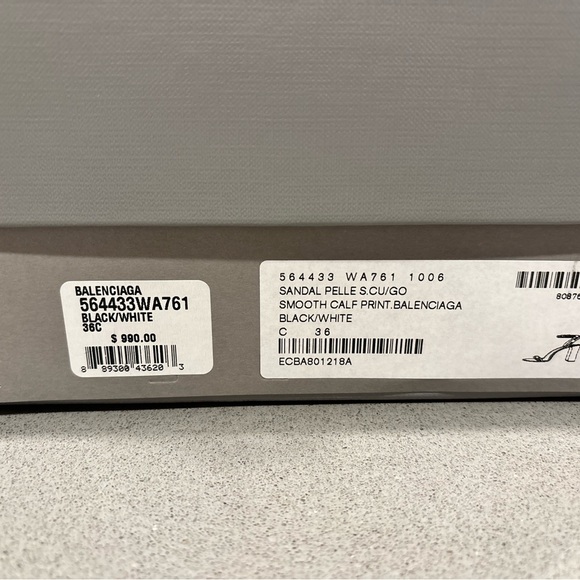 BALENCIAGA
564433WA761
BLACK/WHITE
36C
$ 990.00
8 89300 43620 3
564433 WA761 1006
SANDAL PELLE S.CU/GO
SMOOTH CALF PRINT.BALENCIAGA
BLACK/WHITE
C 36
ECBA801218A
80876